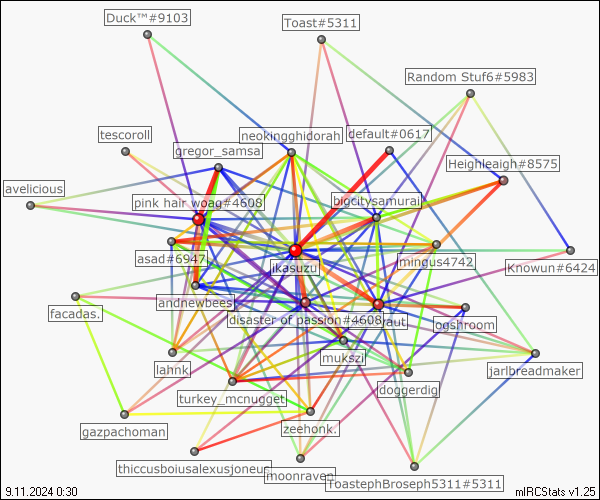 Duck™#9103
Toast#5311
Random Stuf6#5983
tescoroll
neokingghidorah
default#0617
gregor_samsa
Heighleaigh#8575
avelicious
pink hair woag#4608
bigcitysamurai
asad#6947
jikasuzu
mingus4742
Knowun#6424
andnewbees
facadas.
disaster of passion#4608
raut.
ogshroom
lahnk
mukszi
jarlbreadmaker
turkey_mcnugget
doggerdig
gazpachoman
zeehonk.
thiccusboiusalexusjoneus
moonraven
ToastephBroseph5311#5311
9.11.2024 0:30
mIRCStats v1.25